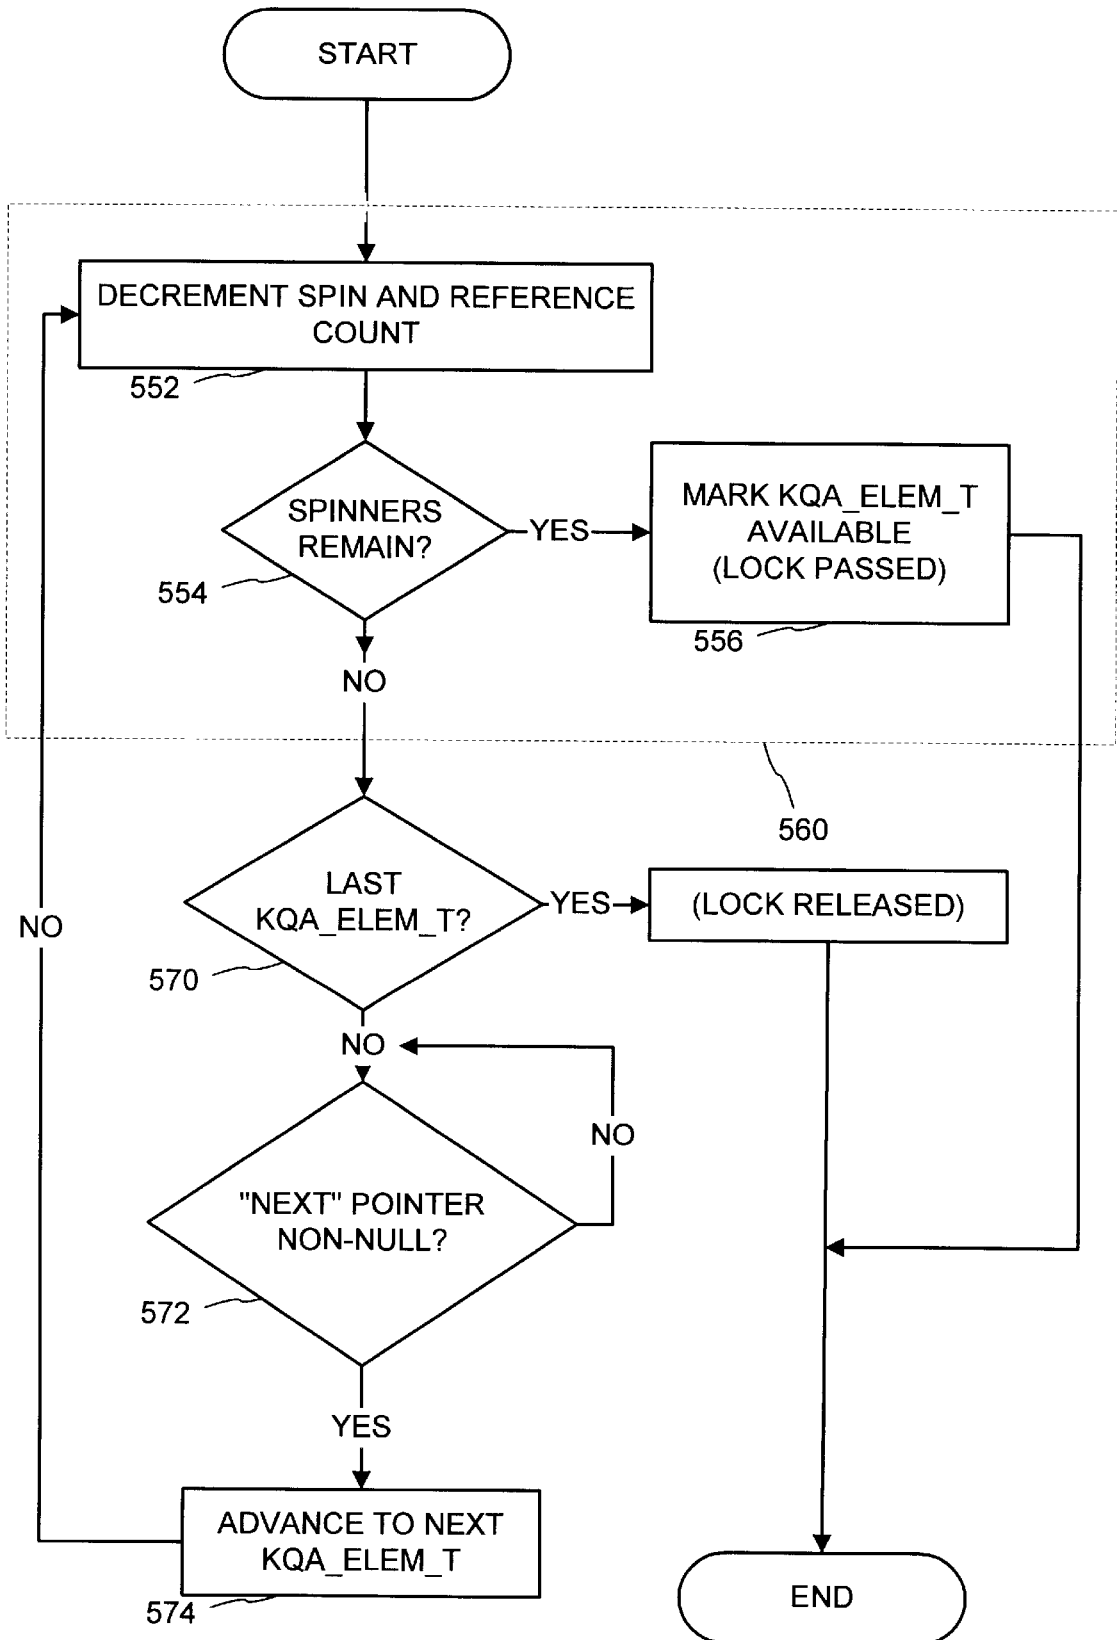 START
DECREMENT SPIN AND REFERENCE
COUNT
552
SPINNERS
REMAIN?
554
YES
MARK KQA_ELEM_T
AVAILABLE
(LOCK PASSED)
556
NO
560
LAST
KQA_ELEM_T?
570
YES
(LOCK RELEASED)
NO
NO
NO
"NEXT" POINTER
NON-NULL?
572
YES
ADVANCE TO NEXT
KQA_ELEM_T
574
END